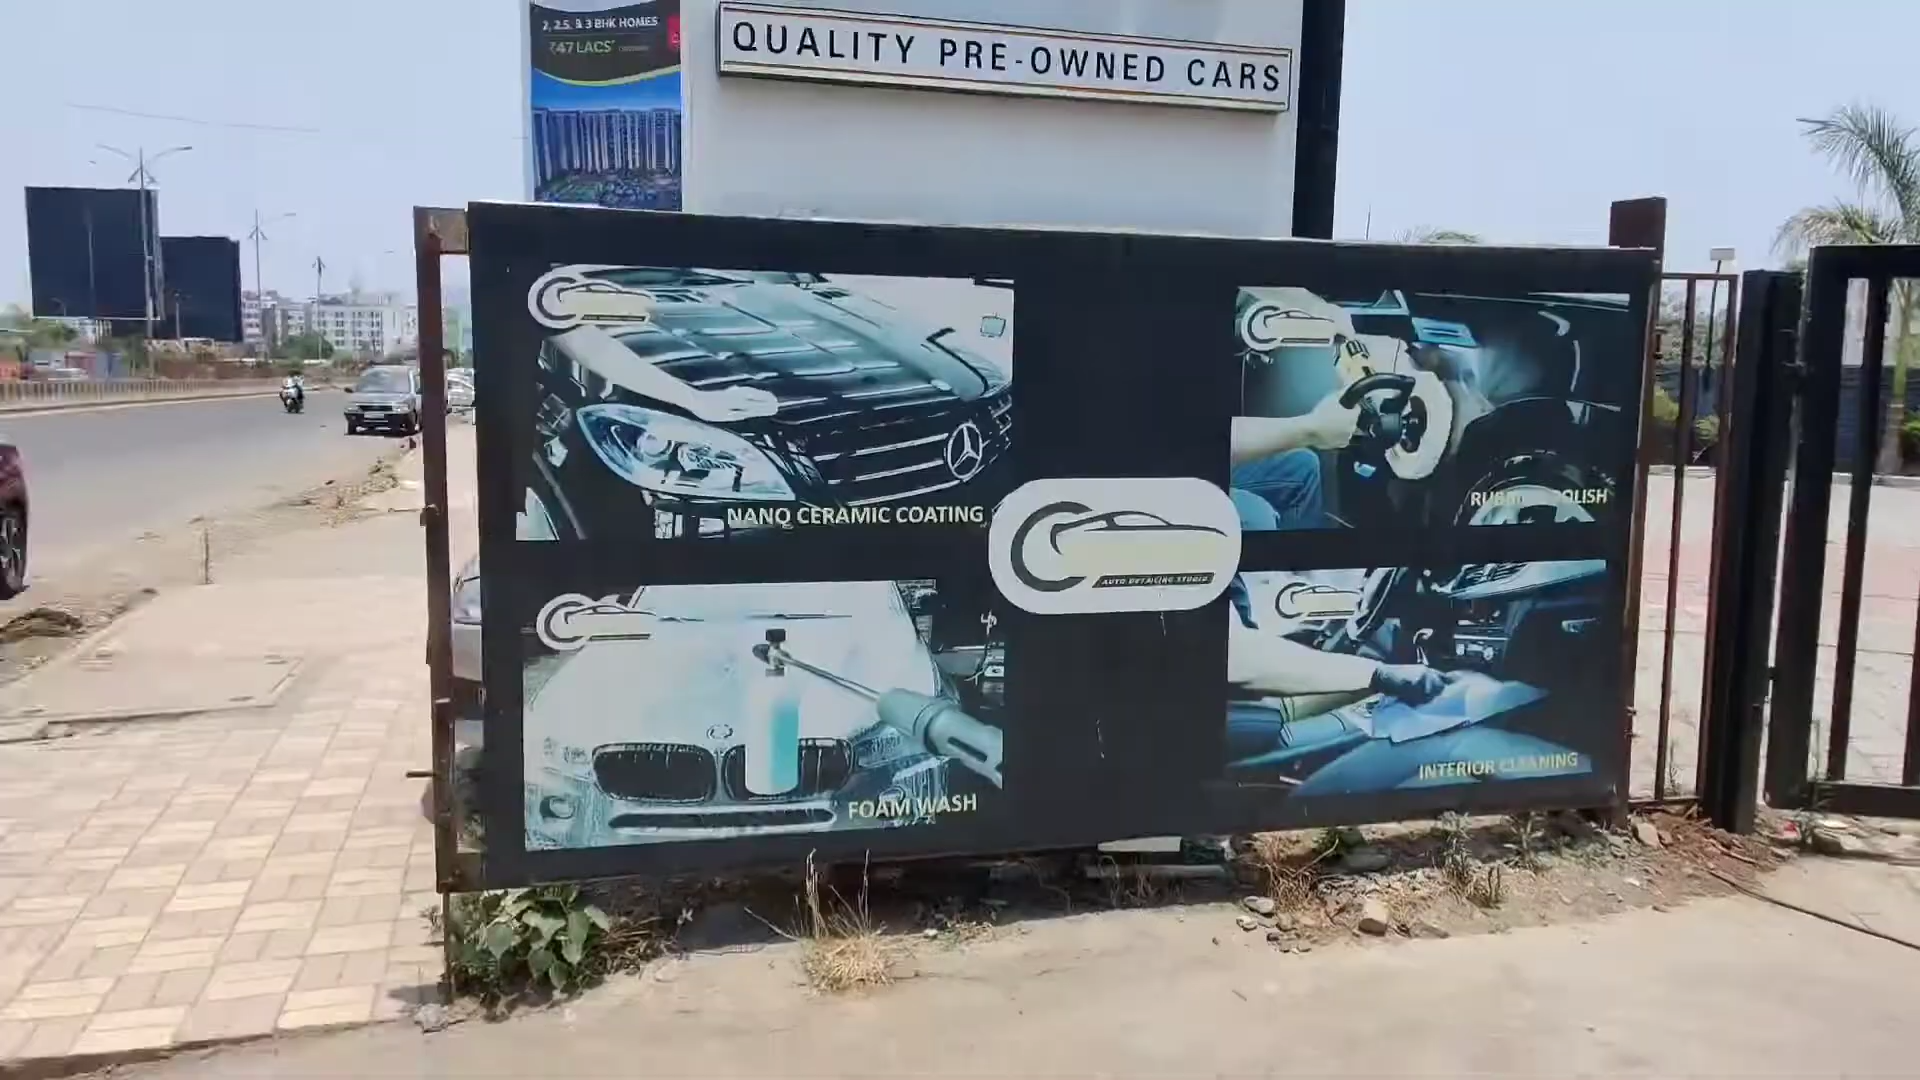 2, 2.5, & 3 BHK HOMES
₹47 LACS*
QUALITY PRE-OWNED CARS
NANO CERAMIC COATING
AUTO DETAILING STUDIO
FOAM WASH
INTERIOR CLEANING